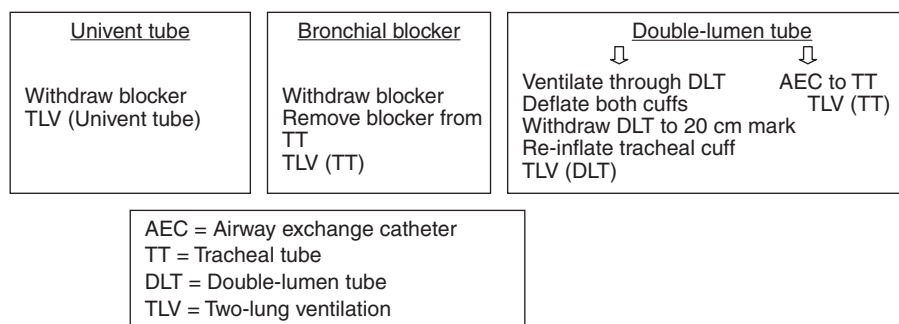 Univent tube
Withdraw blocker
TLV (Univent tube)
Bronchial blocker
Withdraw blocker
Remove blocker from
TT
TLV (TT)
Double-lumen tube
Ventilate through DLT
Deflate both cuffs
Withdraw DLT to 20 cm mark
Re-inflate tracheal cuff
TLV (DLT)
AEC to TT
TLV (TT)
AEC = Airway exchange catheter
TT = Tracheal tube
DLT = Double-lumen tube
TLV = Two-lung ventilation